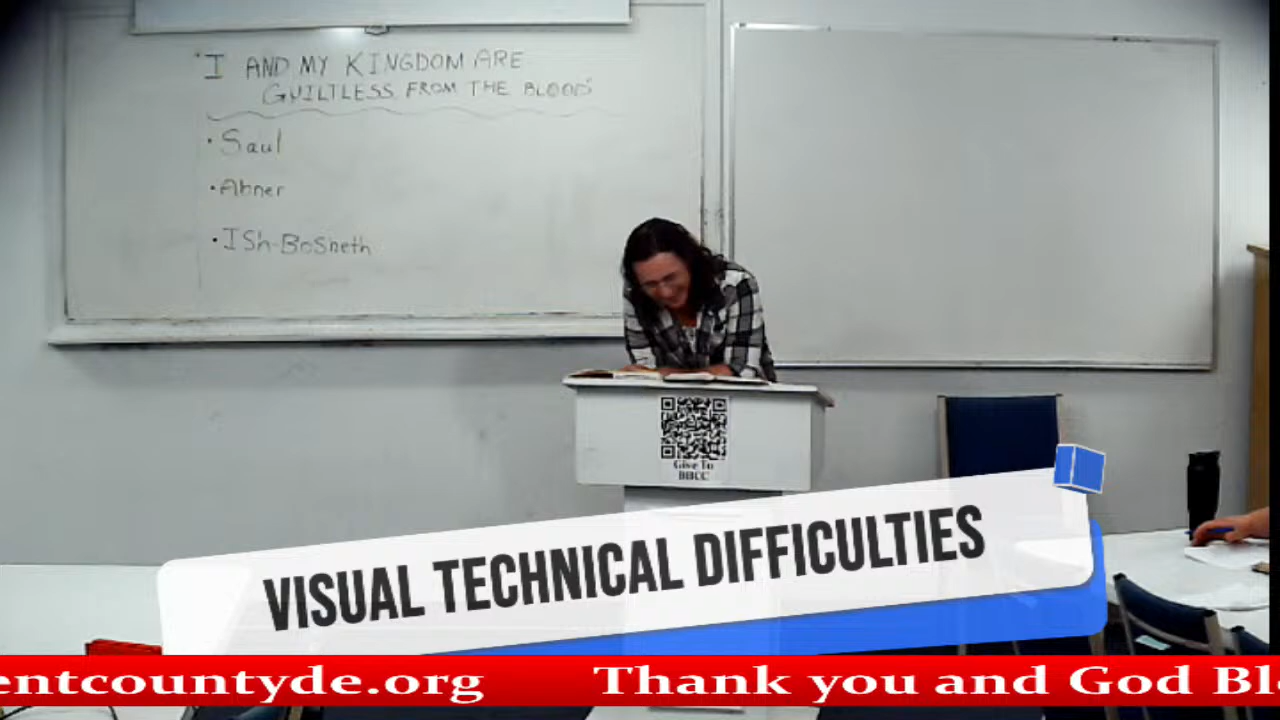 "I AND MY KINGDOM ARE
GUILTLESS FROM THE BLOOD"
• Saul
• Abner
• ISh-BoSheth
Give To
BBCC
VISUAL TECHNICAL DIFFICULTIES
entcountyde.org Thank you and God Bl